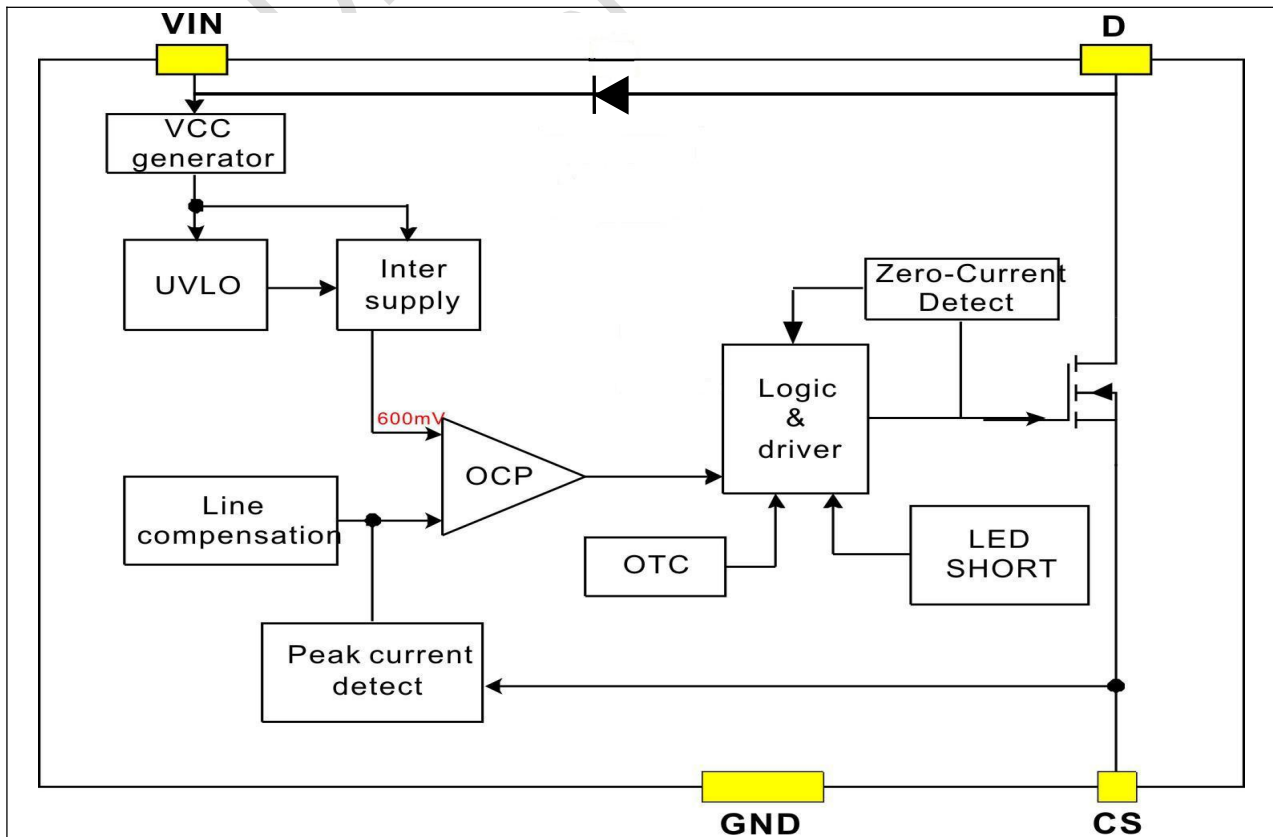 VIN
D
VCC
generator
UVLO
Inter
supply
Zero-Current
Detect
Logic
&
driver
600mV
OCP
Line
compensation
OTC
LED
SHORT
Peak current
detect
GND
CS